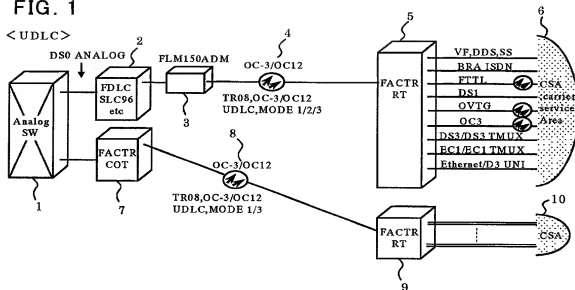 FIG. 1
<UDLC>
DS0 ANALOG
2
FLM150ADM
4
5
6
FDLC
SLC96
etc
3
OC-3/OC12
TR08,OC-3/OC12
UDLC,MODE 1/2/3
FACTR
RT
VF,DDS,SS
BRA ISDN
FTTL
DS1
OVTG
OC3
DS3/DS3 TMUX
EC1/EC1 TMUX
Ethernet/D3 UNI
CSA
carrier
service
Area
Analog
SW
1
FACTR
COT
7
8
OC-3/OC12
TR08,OC-3/OC12
UDLC,MODE 1/3
FACTR
RT
9
10
CSA